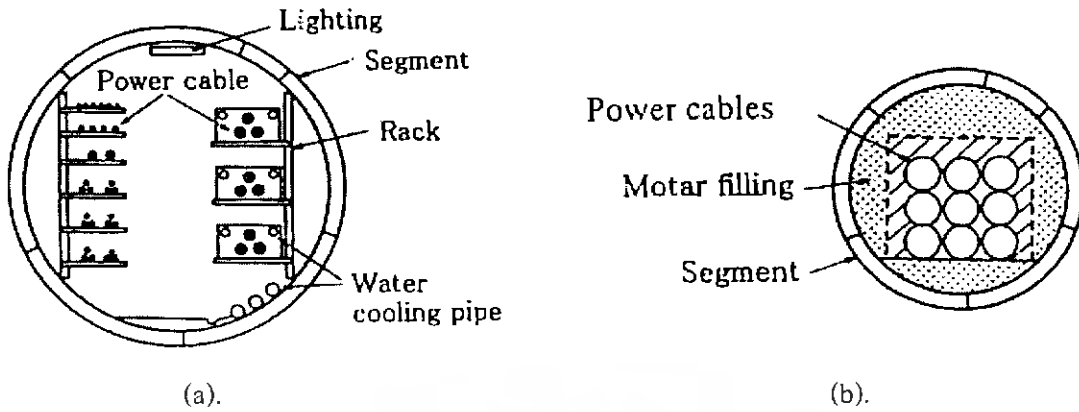 Lighting
Segment
Power cable
Rack
Water
cooling pipe
(a).
Power cables
Motar filling
Segment
(b).